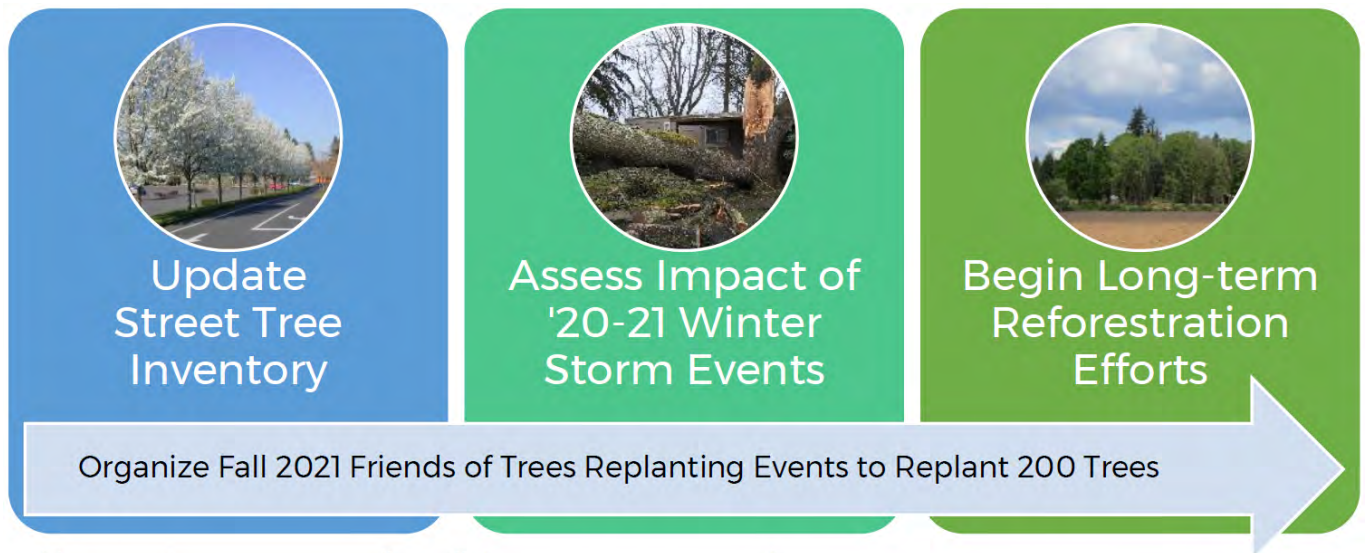 Update
Street Tree
Inventory
Assess Impact of
'20-21 Winter
Storm Events
Begin Long-term
Reforestration
Efforts
Organize Fall 2021 Friends of Trees Replanting Events to Replant 200 Trees